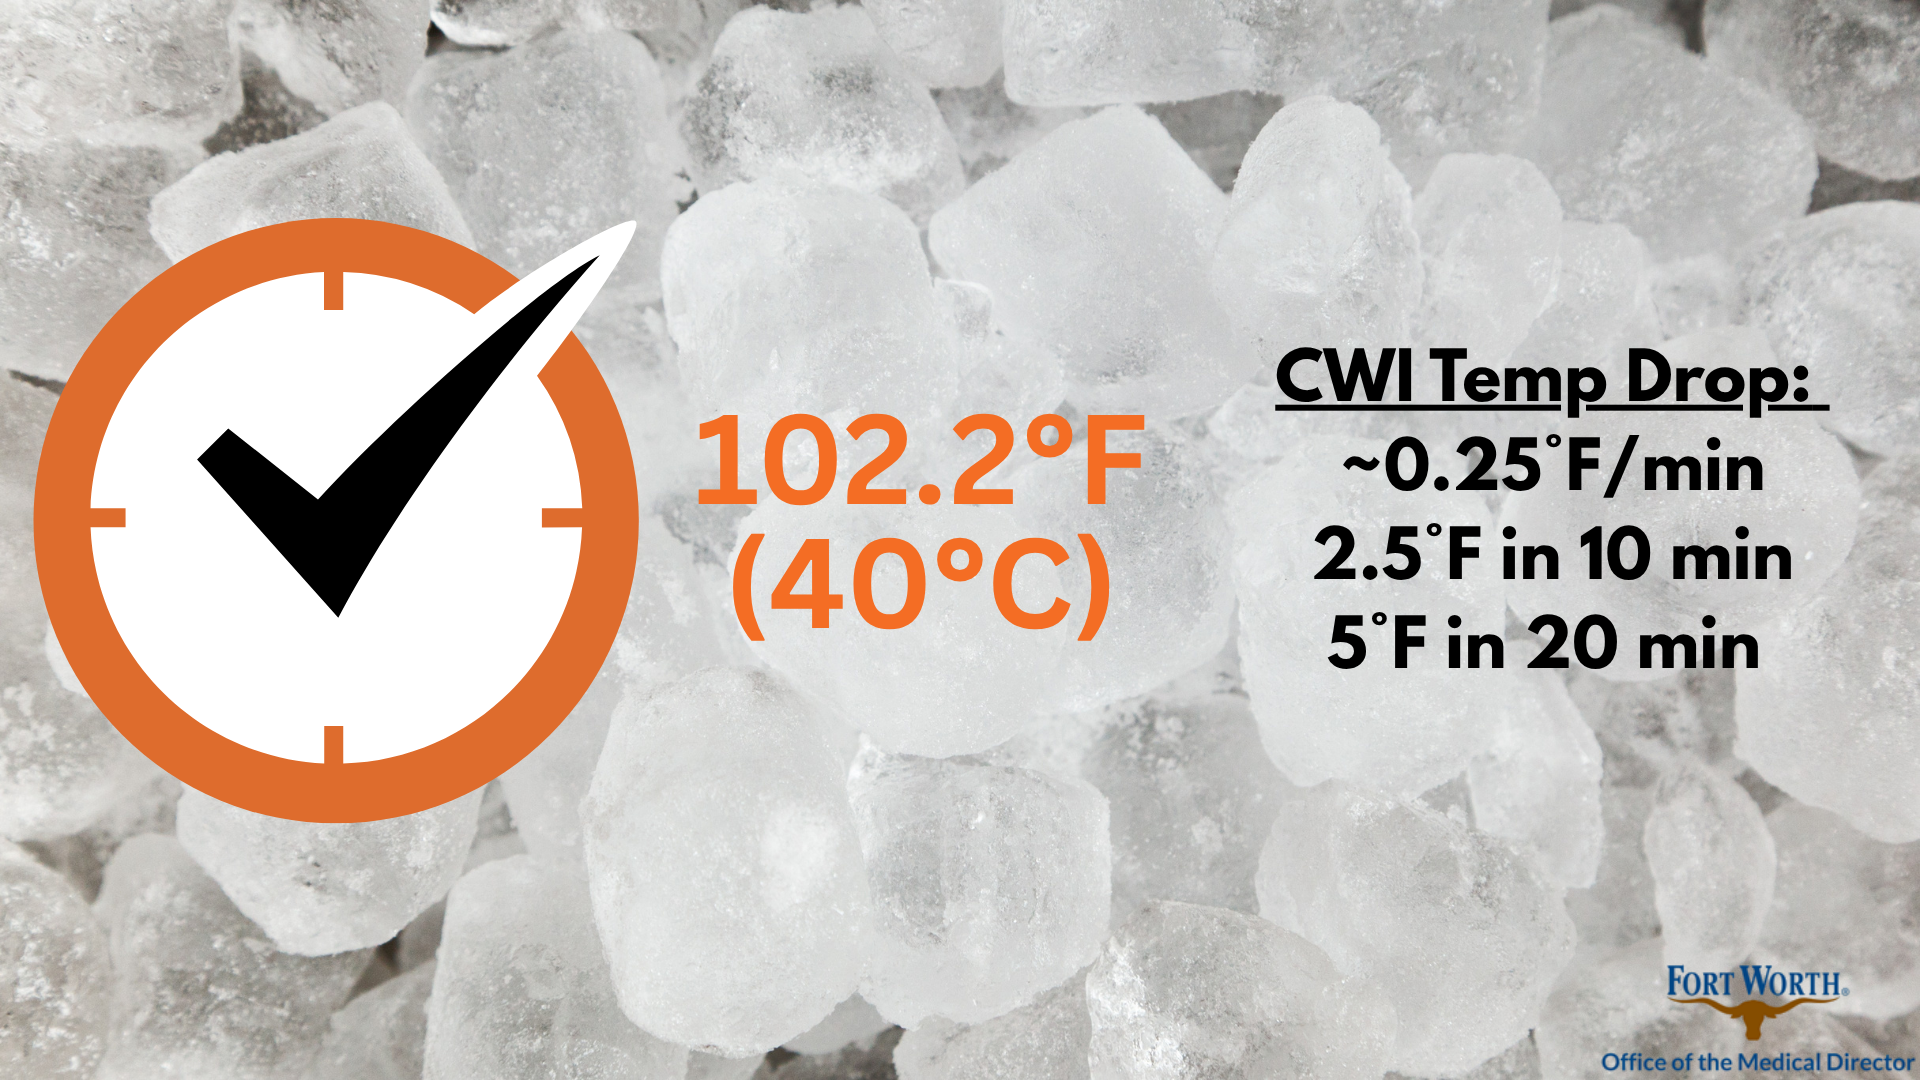 102.2°F
(40°C)
CWI Temp Drop:
~0.25°F/min
2.5°F in 10 min
5°F in 20 min
FORT WORTH®
Office of the Medical Director